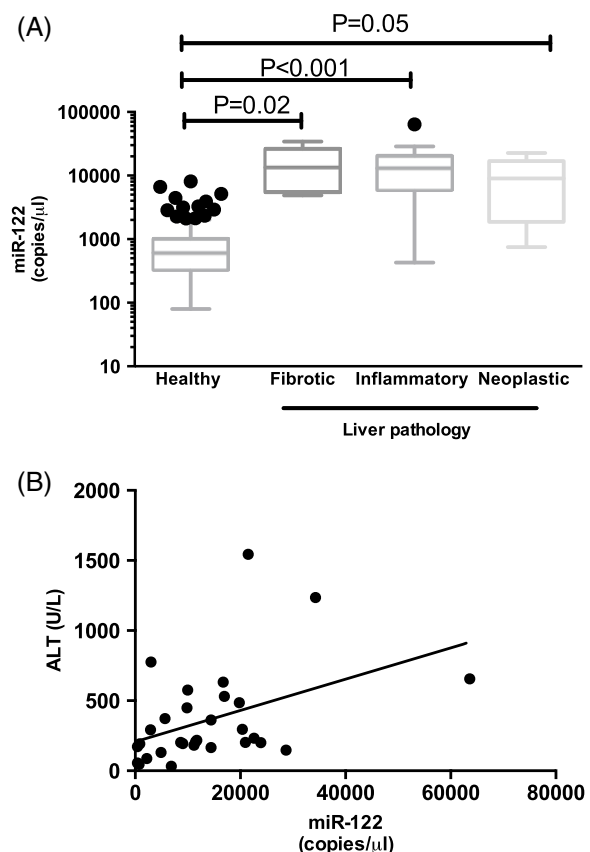 (A)
P=0.05
P<0.001
P=0.02
100000
10000
1000
100
10
miR-122
(copies/μl)
Healthy Fibrotic Inflammatory Neoplastic
Liver pathology
(B)
2000
1500
1000
500
0
ALT (U/L)
0 20000 40000 60000 80000
miR-122
(copies/μl)